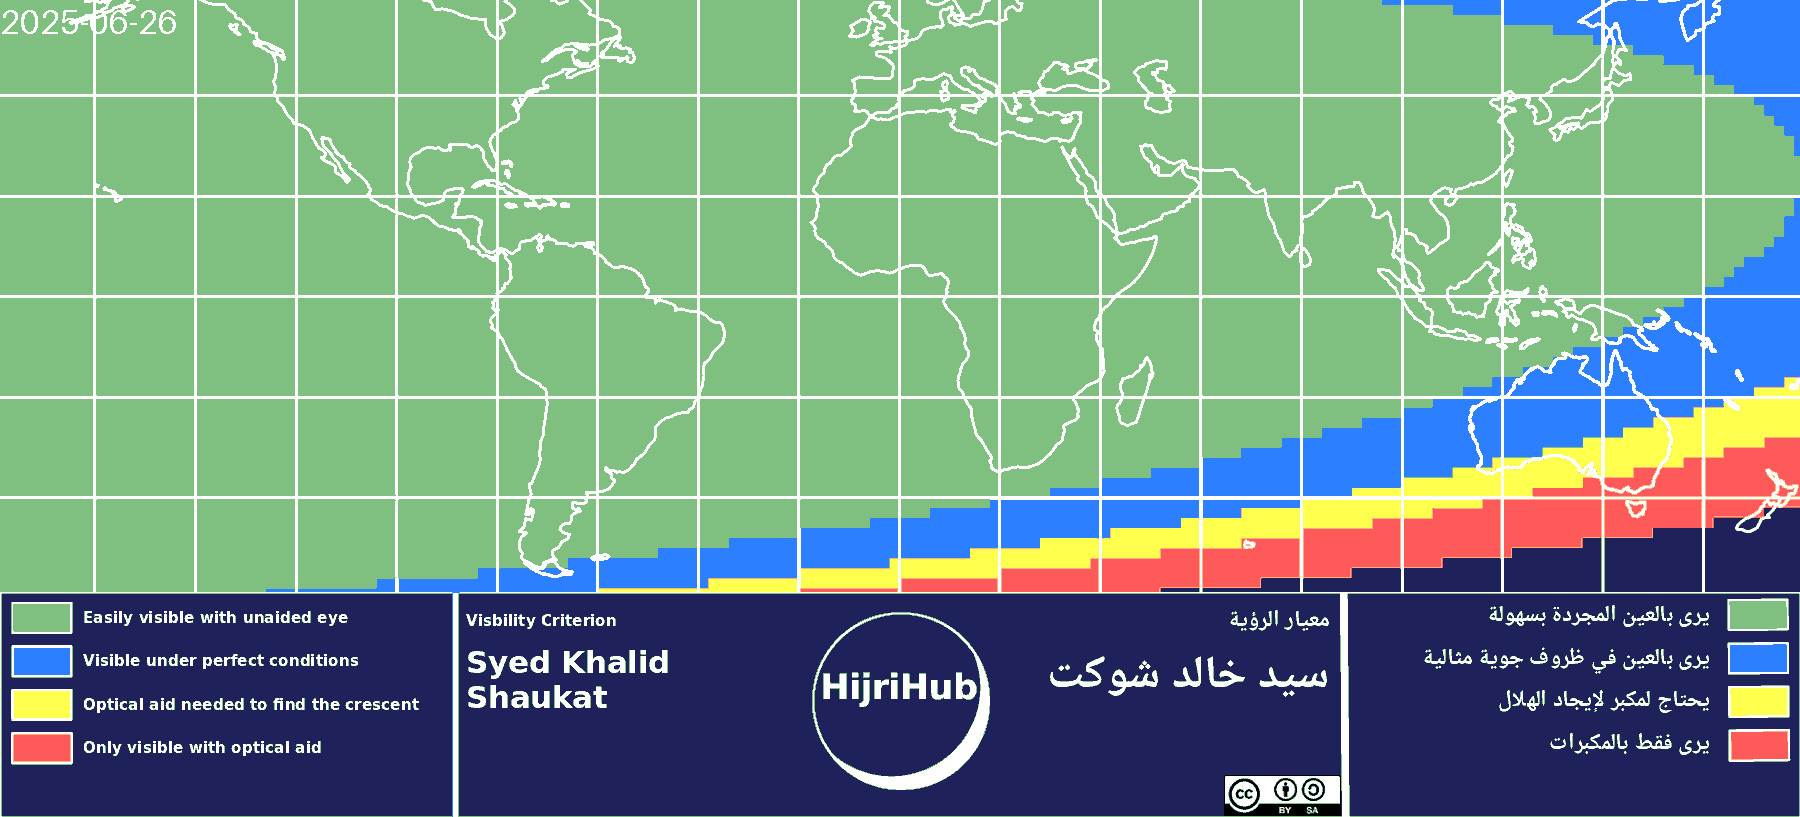 2025-06-26
Easily visible with unaided eye
Visible under perfect conditions
Optical aid needed to find the crescent
Only visible with optical aid
Visbility Criterion
Syed Khalid
Shaukat
HijriHub
معيار الرؤية
سيد خالد شوكت
cc
BY SA
يرى بالعين المجردة بسهولة
يرى بالعين في ظروف جوية مثالية
يحتاج لمكبر لإيجاد الهلال
يرى فقط بالمكبرات